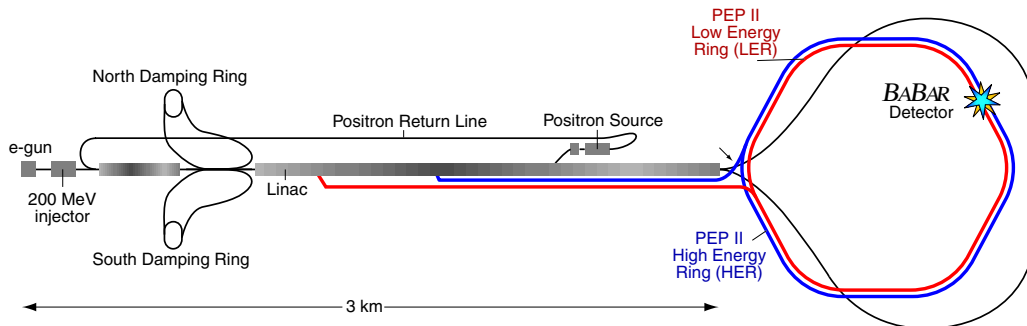 PEP II
Low Energy
Ring (LER)
North Damping Ring
BABAR
Detector
Positron Return Line
Positron Source
e-gun
200 MeV
injector
Linac
South Damping Ring
PEP II
High Energy
Ring (HER)
3 km